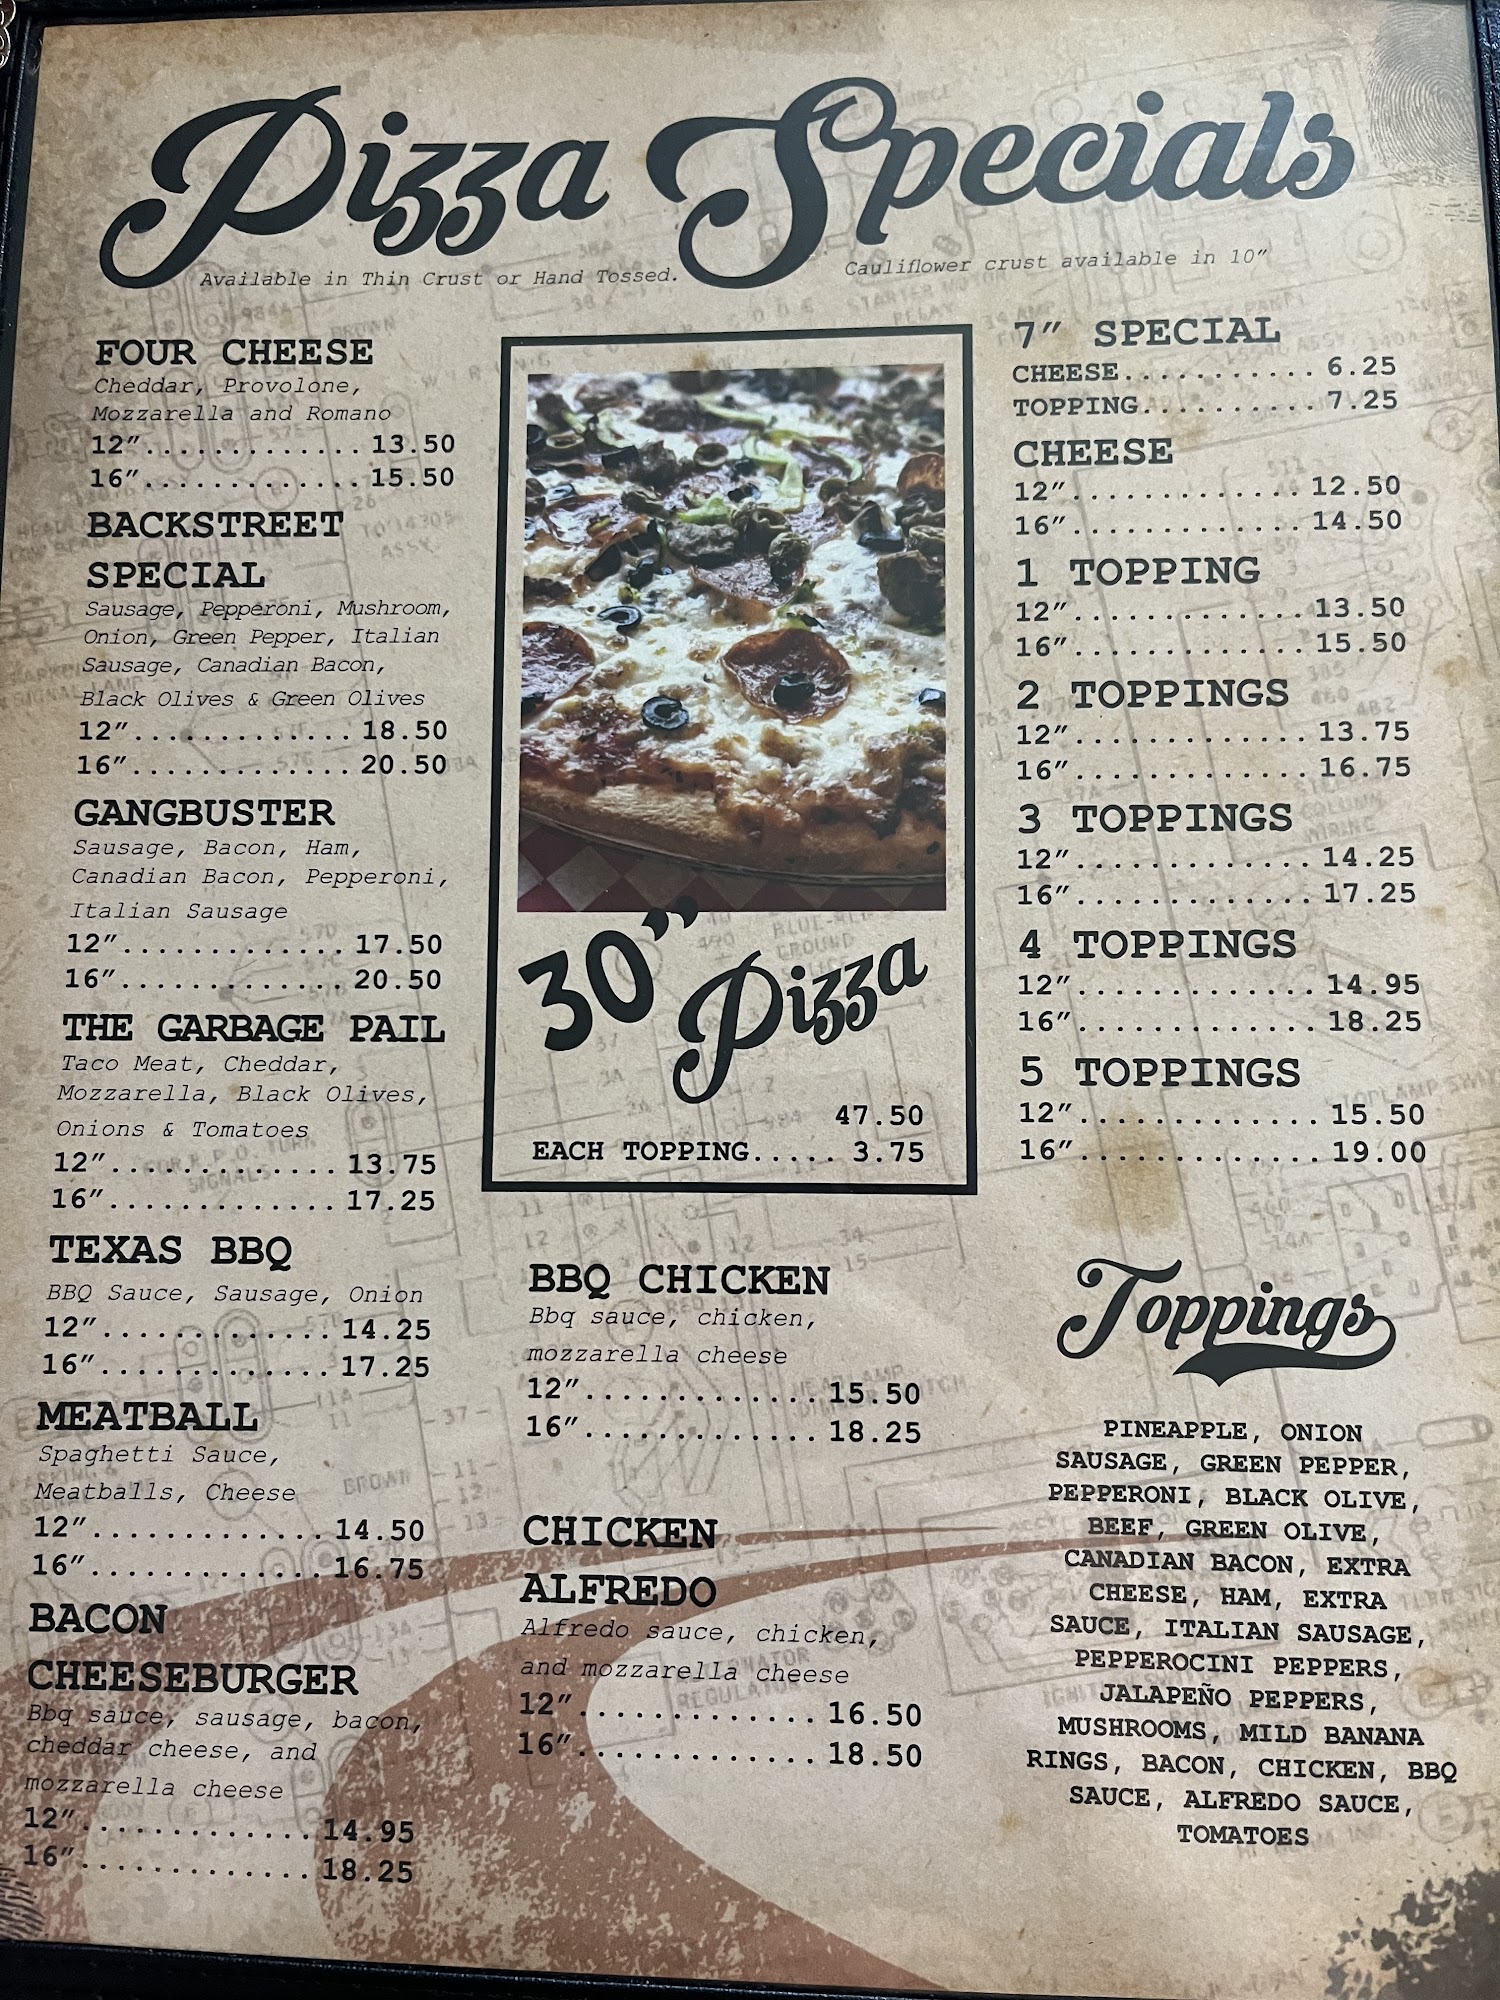 Pizza Specials
Available in Thin Crust or Hand Tossed.
Cauliflower crust available in 10"
FOUR CHEESE
Cheddar, Provolone,
Mozzarella and Romano
12"............. 13.50
16"............. 15.50
BACKSTREET
SPECIAL
Sausage, Pepperoni, Mushroom,
Onion, Green Pepper, Italian
Sausage, Canadian Bacon,
Black Olives & Green Olives
12"............. 18.50
16"............. 20.50
GANGBUSTER
Sausage, Bacon, Ham,
Canadian Bacon, Pepperoni,
Italian Sausage
12"............. 17.50
16"............. 20.50
THE GARBAGE PAIL
Taco Meat, Cheddar,
Mozzarella, Black Olives,
Onions & Tomatoes
12"............. 13.75
16"............. 17.25
TEXAS BBQ
BBQ Sauce, Sausage, Onion
12"............. 14.25
16"............. 17.25
MEATBALL
Spaghetti Sauce,
Meatballs, Cheese
12"............. 14.50
16"............. 16.75
BACON
CHEESEBURGER
Bbq sauce, sausage, bacon,
cheddar cheese, and
mozzarella cheese
12"............. 14.95
16"............. 18.25
30" Pizza
47.50
EACH TOPPING..... 3.75
BBQ CHICKEN
Bbq sauce, chicken,
mozzarella cheese
12"............. 15.50
16"............. 18.25
CHICKEN
ALFREDO
Alfredo sauce, chicken,
and mozzarella cheese
12"............. 16.50
16"............. 18.50
7" SPECIAL
CHEESE........... 6.25
TOPPING.......... 7.25
CHEESE
12"............. 12.50
16"............. 14.50
1 TOPPING
12"............. 13.50
16"............. 15.50
2 TOPPINGS
12"............. 13.75
16"............. 16.75
3 TOPPINGS
12"............. 14.25
16"............. 17.25
4 TOPPINGS
12"............. 14.95
16"............. 18.25
5 TOPPINGS
12"............. 15.50
16"............. 19.00
Toppings
PINEAPPLE, ONION
SAUSAGE, GREEN PEPPER,
PEPPERONI, BLACK OLIVE,
BEEF, GREEN OLIVE,
CANADIAN BACON, EXTRA
CHEESE, HAM, EXTRA
SAUCE, ITALIAN SAUSAGE,
PEPPEROCINI PEPPERS,
JALAPEÑO PEPPERS,
MUSHROOMS, MILD BANANA
RINGS, BACON, CHICKEN, BBQ
SAUCE, ALFREDO SAUCE,
TOMATOES